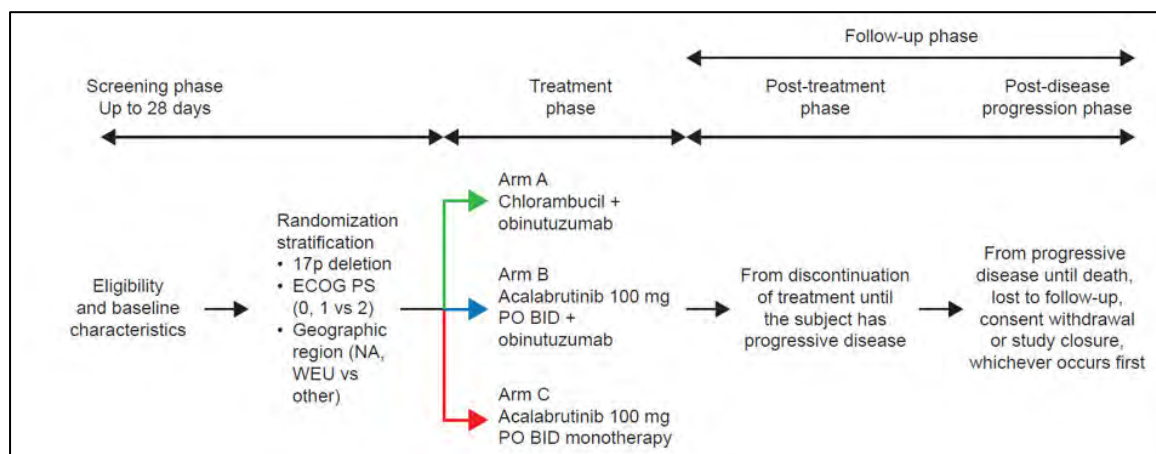 Follow-up phase
Screening phase
Up to 28 days
Treatment
phase
Post-treatment
phase
Post-disease
progression phase
Eligibility
and baseline
characteristics
Randomization
stratification
• 17p deletion
• ECOG PS
(0, 1 vs 2)
• Geographic
region (NA,
WEU vs
other)
Arm A
Chlorambucil +
obinutuzumab
Arm B
Acalabrutinib 100 mg
PO BID +
obinutuzumab
Arm C
Acalabrutinib 100 mg
PO BID monotherapy
From discontinuation
of treatment until
the subject has
progressive disease
From progressive
disease until death,
lost to follow-up,
consent withdrawal
or study closure,
whichever occurs first